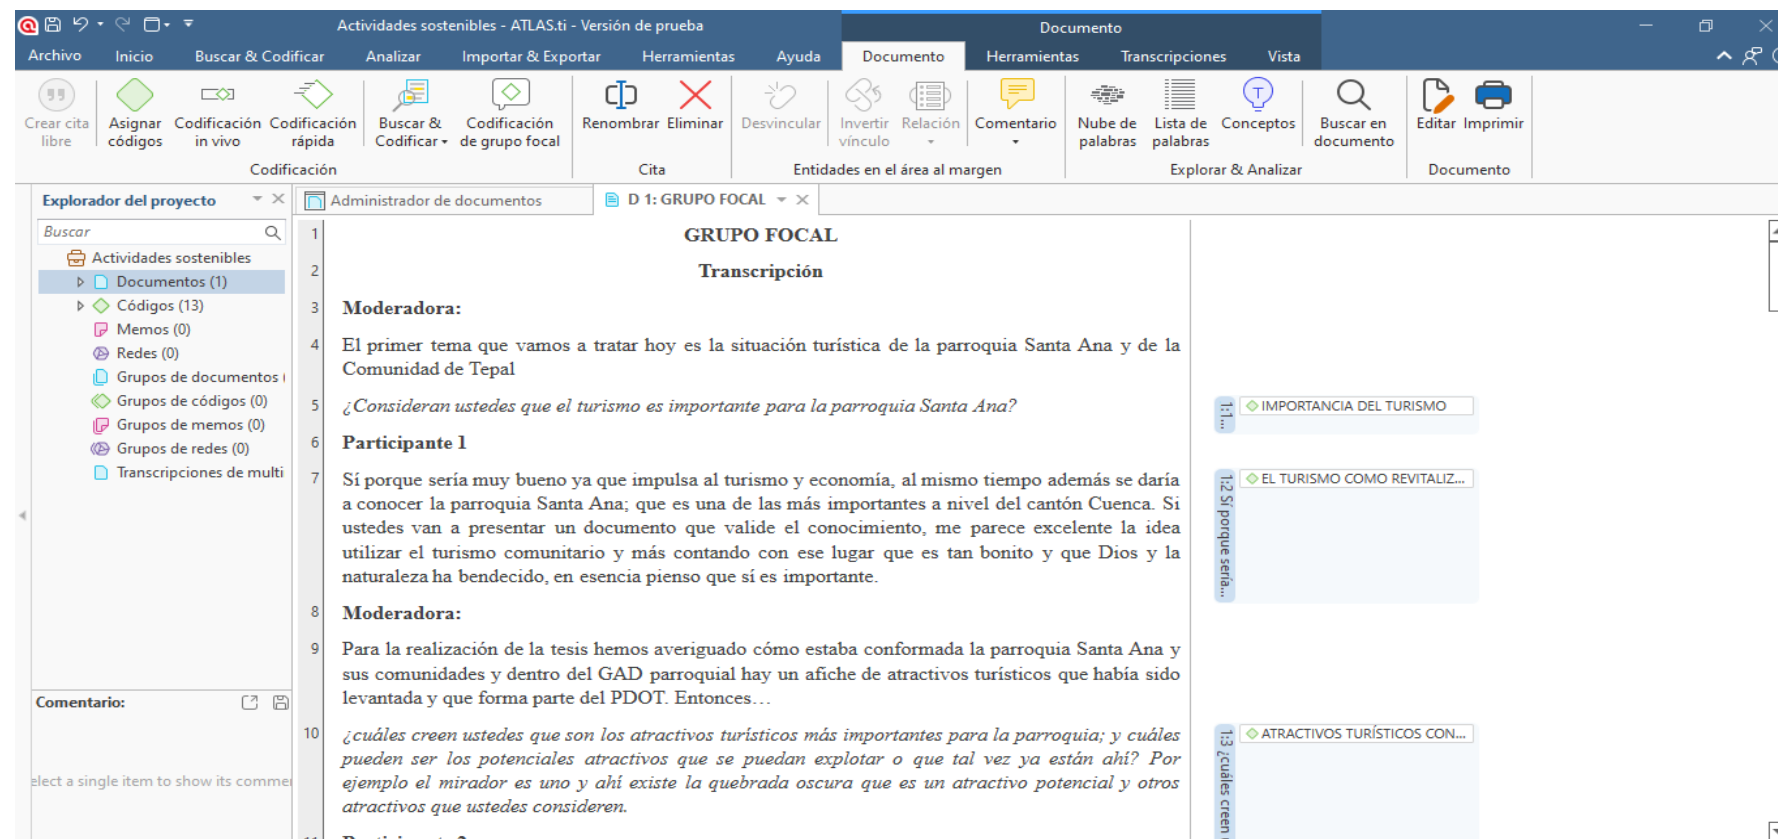 Actividades sostenibles - ATLAS.ti - Versión de prueba
Documento
Archivo Inicio Buscar & Codificar Analizar Importar & Exportar Herramientas Ayuda Documento Herramientas Transcripciones Vista
Crear cita libre
Asignar códigos
Codificación in vivo
Codificación rápida
Buscar & Codificar
Codificación de grupo focal
Renombrar
Eliminar
Desvincular
Invertir vínculo
Relación
Comentario
Nube de palabras
Lista de palabras
Conceptos
Buscar en documento
Editar
Imprimir
Codificación
Cita
Entidades en el área al margen
Explorar & Analizar
Documento
Explorador del proyecto
Buscar
Actividades sostenibles
Documentos (1)
Códigos (13)
Memos (0)
Redes (0)
Grupos de documentos (
Grupos de códigos (0)
Grupos de memos (0)
Grupos de redes (0)
Transcripciones de multi
Comentario:
elect a single item to show its commen
Administrador de documentos
D 1: GRUPO FOCAL
1 GRUPO FOCAL
2 Transcripción
3 Moderadora:
4 El primer tema que vamos a tratar hoy es la situación turística de la parroquia Santa Ana y de la
Comunidad de Tepal
5 ¿Consideran ustedes que el turismo es importante para la parroquia Santa Ana?
6 Participante 1
7 Sí porque sería muy bueno ya que impulsa al turismo y economía, al mismo tiempo además se daría
a conocer la parroquia Santa Ana; que es una de las más importantes a nivel del cantón Cuenca. Si
ustedes van a presentar un documento que valide el conocimiento, me parece excelente la idea
utilizar el turismo comunitario y más contando con ese lugar que es tan bonito y que Dios y la
naturaleza ha bendecido, en esencia pienso que sí es importante.
8 Moderadora:
9 Para la realización de la tesis hemos averiguado cómo estaba conformada la parroquia Santa Ana y
sus comunidades y dentro del GAD parroquial hay un afiche de atractivos turísticos que había sido
levantada y que forma parte del PDOT. Entonces…
10 ¿cuáles creen ustedes que son los atractivos turísticos más importantes para la parroquia; y cuáles
pueden ser los potenciales atractivos que se puedan explotar o que tal vez ya están ahí? Por
ejemplo el mirador es uno y ahí existe la quebrada oscura que es un atractivo potencial y otros
atractivos que ustedes consideren.
1:1...
IMPORTANCIA DEL TURISMO
1:2 Sí porque sería...
EL TURISMO COMO REVITALIZ...
1:3 ¿cuáles creen
ATRACTIVOS TURÍSTICOS CON...